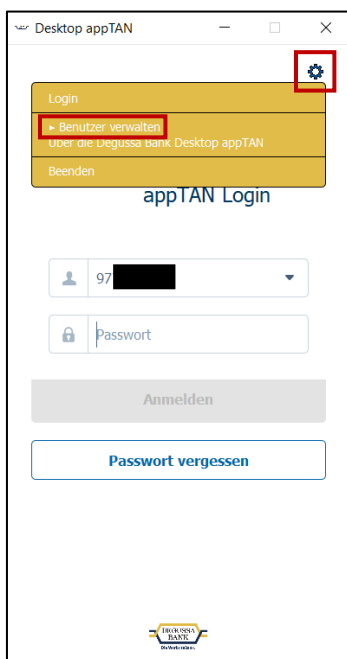 Desktop appTAN
Login
▸ Benutzer verwalten
Über die Degussa Bank Desktop appTAN
Beenden
appTAN Login
97
Passwort
Anmelden
Passwort vergessen
DEGUSSA
BANK